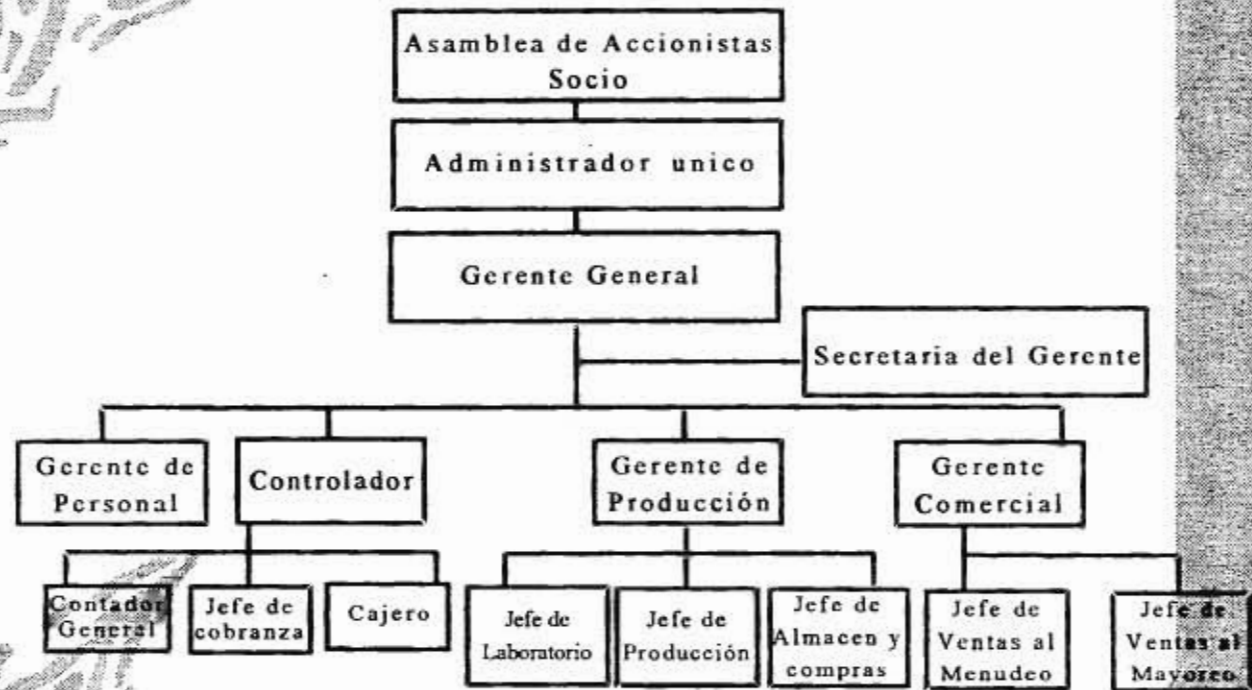 Asamblea de Accionistas
Socio
Administrador unico
Gerente General
Secretaria del Gerente
Gerente de
Personal
Controlador
Gerente de
Producción
Gerente
Comercial
Contador
General
Jefe de
cobranza
Cajero
Jefe de
Laboratorio
Jefe de
Producción
Jefe de
Almacen y
compras
Jefe de
Ventas al
Menudeo
Jefe de
Ventas al
Mayoreo